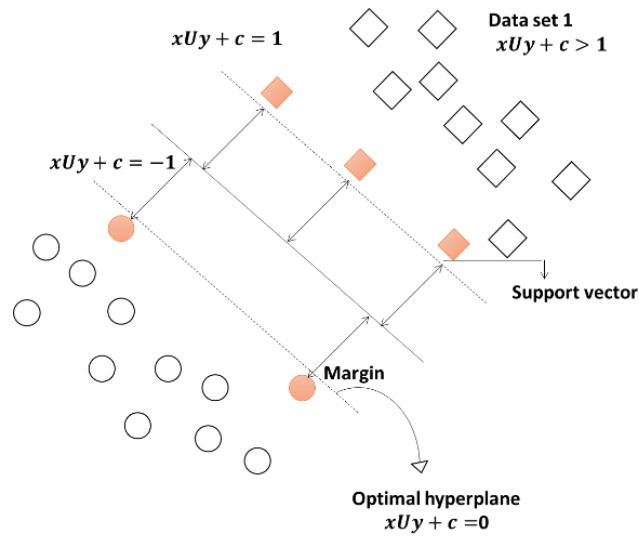 Data set 1
xUy + c > 1
xUy + c = 1
xUy + c = −1
Support vector
Margin
Optimal hyperplane
xUy + c =0